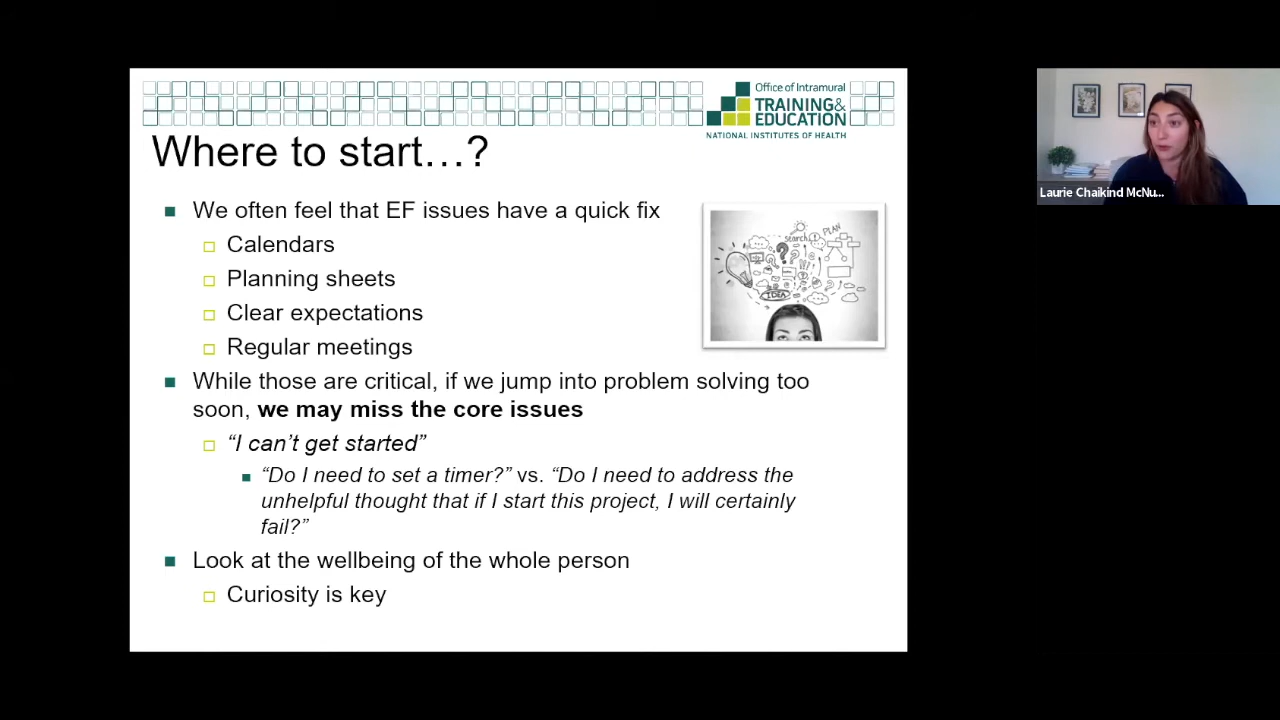 Office of Intramural
TRAINING&
EDUCATION
NATIONAL INSTITUTES OF HEALTH
Where to start…?
We often feel that EF issues have a quick fix
Calendars
Planning sheets
Clear expectations
Regular meetings
search
PLAN
IDEA
While those are critical, if we jump into problem solving too
soon, we may miss the core issues
“I can’t get started”
“Do I need to set a timer?” vs. “Do I need to address the
unhelpful thought that if I start this project, I will certainly
fail?”
Look at the wellbeing of the whole person
Curiosity is key
Laurie Chaikind McNu...